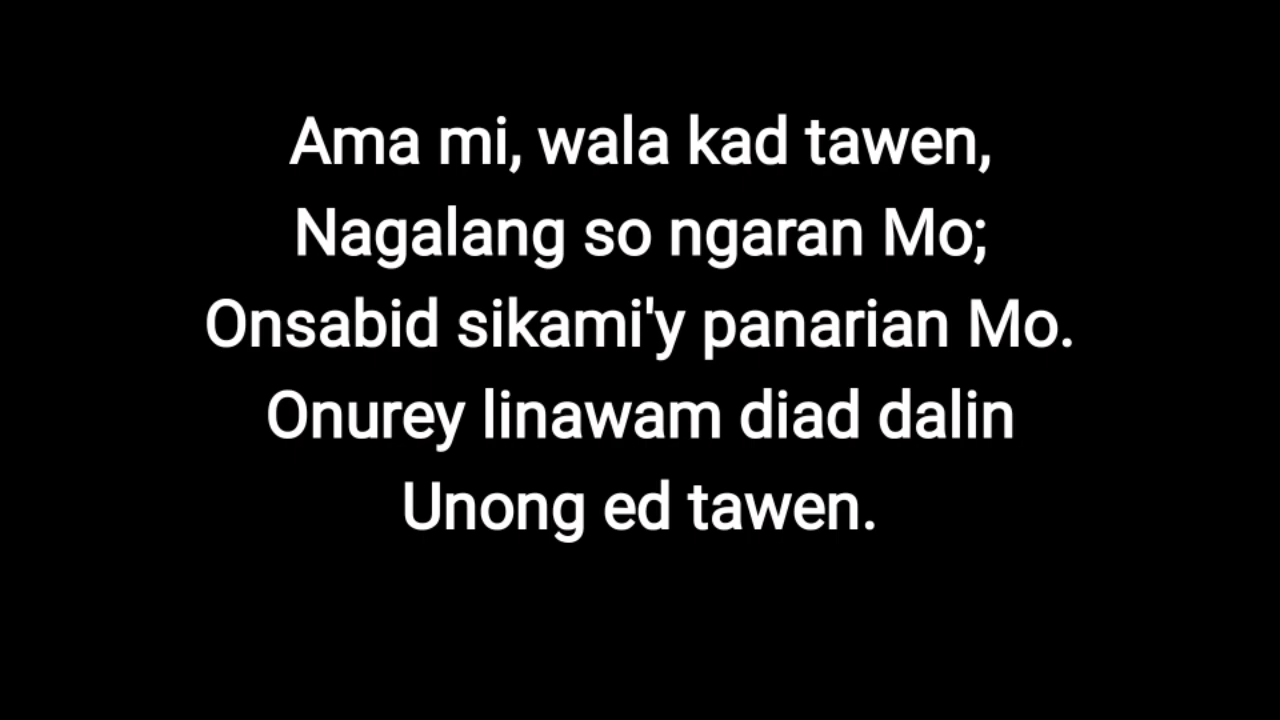 Ama mi, wala kad tawen,
Nagalang so ngaran Mo;
Onsabid sikami'y panarian Mo.
Onurey linawam diad dalin
Unong ed tawen.